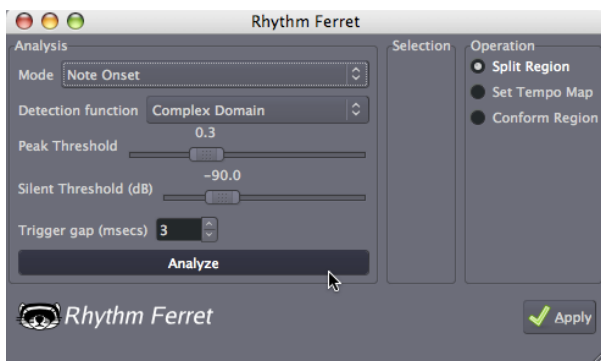 Rhythm Ferret
Analysis
Mode Note Onset
Detection function Complex Domain
Peak Threshold 0.3
Silent Threshold (dB) -90.0
Trigger gap (msecs) 3
Analyze
Selection
Operation
Split Region
Set Tempo Map
Conform Region
Rhythm Ferret
Apply